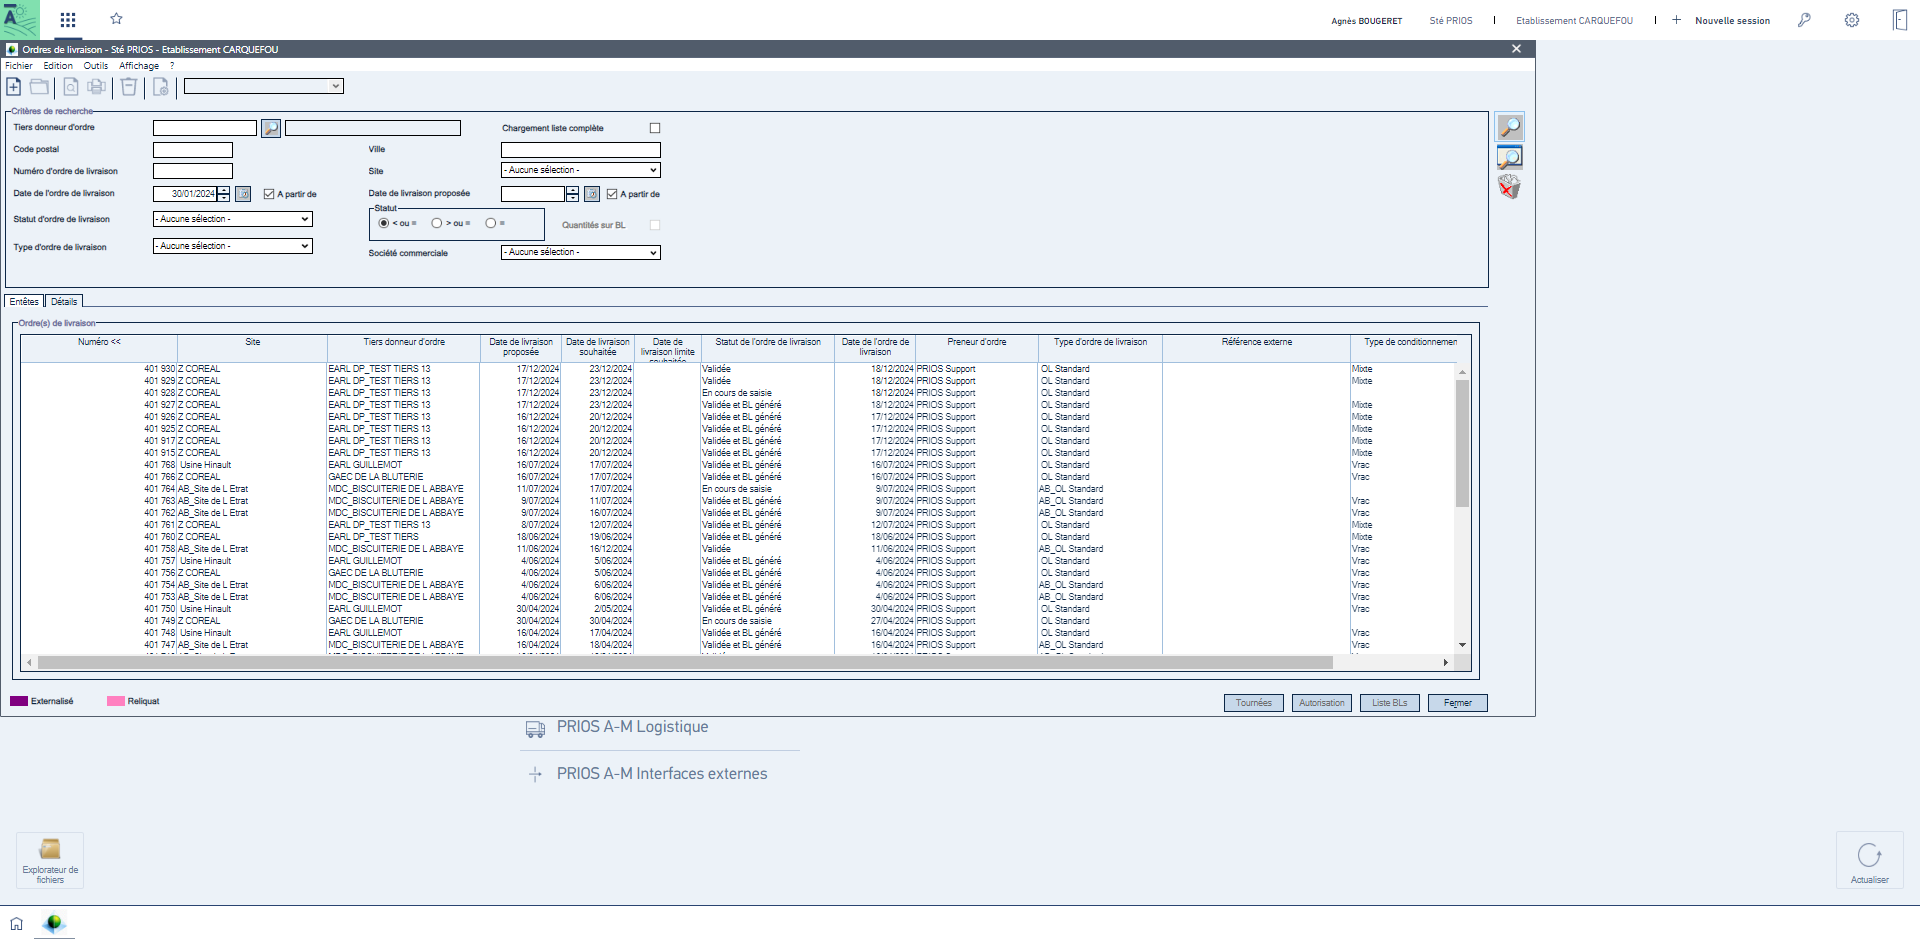 Agnès BOUGERET
Sté PRIOS
Etablissement CARQUEFOU
Nouvelle session
Ordres de livraison - Sté PRIOS - Etablissement CARQUEFOU
Fichier Edition Outils Affichage ?
Critères de recherche
Tiers donneur d'ordre
Chargement liste complète
Code postal
Ville
Numéro d'ordre de livraison
Site
- Aucune sélection -
Date de l'ordre de livraison
30/01/2024
A partir de
Date de livraison proposée
A partir de
Statut d'ordre de livraison
- Aucune sélection -
Statut
< ou =
> ou =
=
Quantités sur BL
Type d'ordre de livraison
- Aucune sélection -
Société commerciale
- Aucune sélection -
Entêtes Détails
Ordre(s) de livraison
Numéro << Site Tiers donneur d'ordre Date de livraison proposée Date de livraison souhaitée Date de livraison limite souhaitée Statut de l'ordre de livraison Date de l'ordre de livraison Preneur d'ordre Type d'ordre de livraison Référence externe Type de conditionnemen
401 930 Z COREAL EARL DP_TEST TIERS 13 17/12/2024 23/12/2024 Validée 18/12/2024 PRIOS Support OL Standard Mixte
401 929 Z COREAL EARL DP_TEST TIERS 13 17/12/2024 23/12/2024 Validée 18/12/2024 PRIOS Support OL Standard Mixte
401 928 Z COREAL EARL DP_TEST TIERS 13 17/12/2024 23/12/2024 En cours de saisie 18/12/2024 PRIOS Support OL Standard
401 927 Z COREAL EARL DP_TEST TIERS 13 17/12/2024 23/12/2024 Validée et BL généré 18/12/2024 PRIOS Support OL Standard Mixte
401 926 Z COREAL EARL DP_TEST TIERS 13 16/12/2024 20/12/2024 Validée et BL généré 17/12/2024 PRIOS Support OL Standard Mixte
401 925 Z COREAL EARL DP_TEST TIERS 13 16/12/2024 20/12/2024 Validée et BL généré 17/12/2024 PRIOS Support OL Standard Mixte
401 917 Z COREAL EARL DP_TEST TIERS 13 16/12/2024 20/12/2024 Validée et BL généré 17/12/2024 PRIOS Support OL Standard Mixte
401 915 Z COREAL EARL DP_TEST TIERS 13 16/12/2024 20/12/2024 Validée et BL généré 17/12/2024 PRIOS Support OL Standard Mixte
401 768 Usine Hinault EARL GUILLEMOT 16/07/2024 17/07/2024 Validée et BL généré 16/07/2024 PRIOS Support OL Standard Vrac
401 766 Z COREAL GAEC DE LA BLUTERIE 16/07/2024 17/07/2024 Validée et BL généré 16/07/2024 PRIOS Support OL Standard Vrac
401 764 AB_Site de L Etrat MDC_BISCUITERIE DE L ABBAYE 11/07/2024 17/07/2024 En cours de saisie 9/07/2024 PRIOS Support AB_OL Standard
401 763 AB_Site de L Etrat MDC_BISCUITERIE DE L ABBAYE 9/07/2024 11/07/2024 Validée et BL généré 9/07/2024 PRIOS Support AB_OL Standard Vrac
401 762 AB_Site de L Etrat MDC_BISCUITERIE DE L ABBAYE 9/07/2024 16/07/2024 Validée et BL généré 9/07/2024 PRIOS Support AB_OL Standard Vrac
401 761 Z COREAL EARL DP_TEST TIERS 13 8/07/2024 12/07/2024 Validée et BL généré 12/07/2024 PRIOS Support OL Standard Mixte
401 760 Z COREAL EARL DP_TEST TIERS 18/06/2024 19/06/2024 Validée et BL généré 18/06/2024 PRIOS Support OL Standard Mixte
401 758 AB_Site de L Etrat MDC_BISCUITERIE DE L ABBAYE 11/06/2024 16/12/2024 Validée 11/06/2024 PRIOS Support AB_OL Standard Vrac
401 757 Usine Hinault EARL GUILLEMOT 4/06/2024 5/06/2024 Validée et BL généré 4/06/2024 PRIOS Support OL Standard Vrac
401 756 Z COREAL GAEC DE LA BLUTERIE 4/06/2024 5/06/2024 Validée et BL généré 4/06/2024 PRIOS Support OL Standard Vrac
401 754 AB_Site de L Etrat MDC_BISCUITERIE DE L ABBAYE 4/06/2024 6/06/2024 Validée et BL généré 4/06/2024 PRIOS Support AB_OL Standard Vrac
401 753 AB_Site de L Etrat MDC_BISCUITERIE DE L ABBAYE 4/06/2024 6/06/2024 Validée et BL généré 4/06/2024 PRIOS Support AB_OL Standard Vrac
401 750 Usine Hinault EARL GUILLEMOT 30/04/2024 2/05/2024 Validée et BL généré 30/04/2024 PRIOS Support OL Standard Vrac
401 749 Z COREAL GAEC DE LA BLUTERIE 30/04/2024 30/04/2024 En cours de saisie 27/04/2024 PRIOS Support OL Standard
401 748 Usine Hinault EARL GUILLEMOT 16/04/2024 17/04/2024 Validée et BL généré 16/04/2024 PRIOS Support OL Standard Vrac
401 747 AB_Site de L Etrat MDC_BISCUITERIE DE L ABBAYE 16/04/2024 18/04/2024 Validée et BL généré 16/04/2024 PRIOS Support AB_OL Standard Vrac
Externalisé Reliquat
Tournées Autorisation Liste BLs Fermer
PRIOS A-M Logistique
PRIOS A-M Interfaces externes
Explorateur de
fichiers
Actualiser